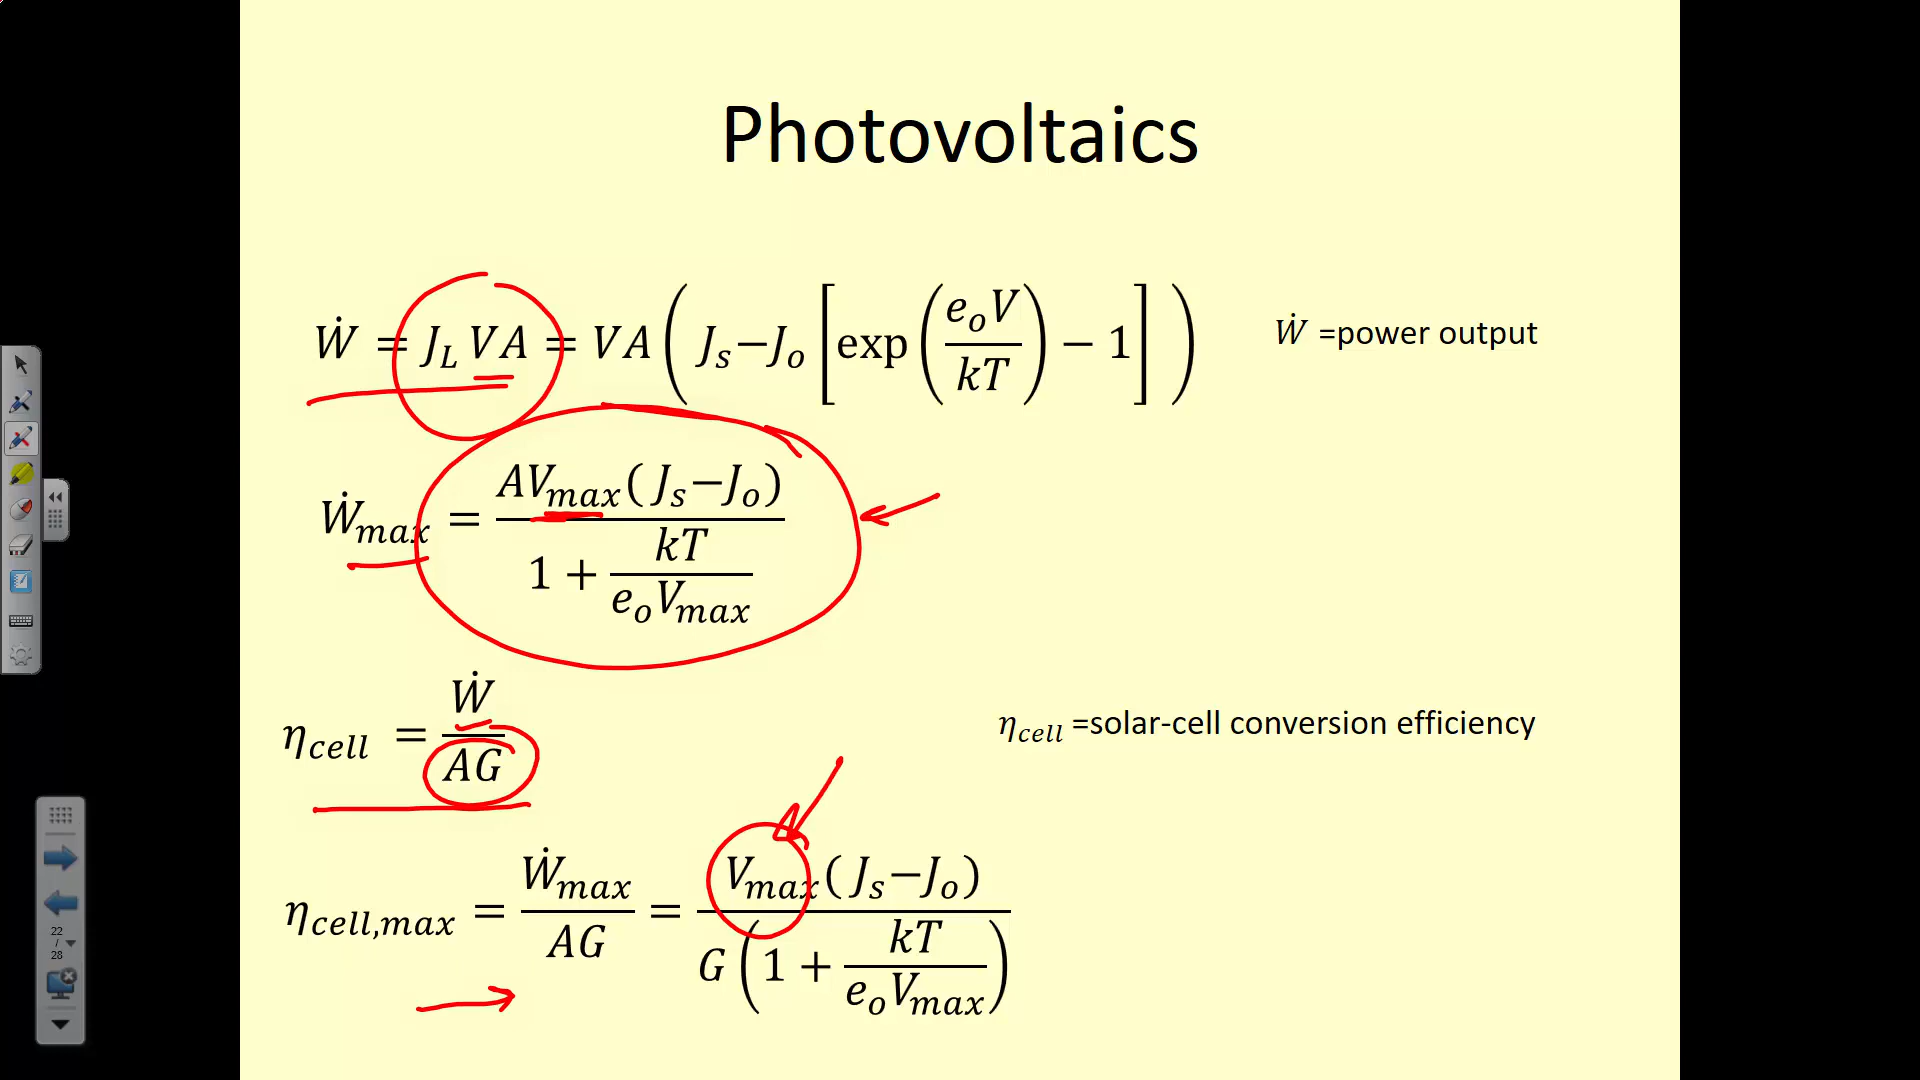 Photovoltaics
Ẇ = J_L VA = VA ( J_s−J_o [exp(e_oV / kT) − 1] )
Ẇ =power output
Ẇ_max = AV_max( J_s−J_o) / (1 + kT / (e_oV_max))
η_cell = Ẇ / AG
η_cell =solar-cell conversion efficiency
η_cell,max = Ẇ_max / AG = V_max( J_s−J_o) / (G (1 + kT / (e_oV_max)))
22
/
28